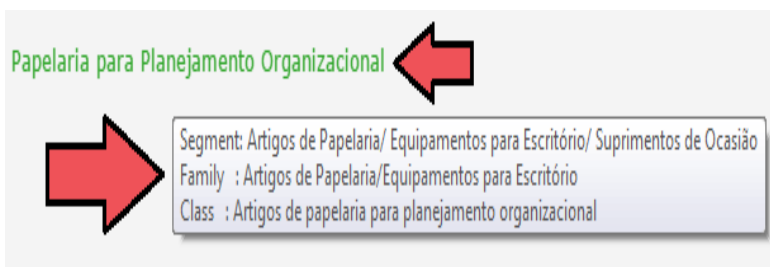 Papelaria para Planejamento Organizacional
Segment: Artigos de Papelaria/ Equipamentos para Escritório/ Suprimentos de Ocasião
Family : Artigos de Papelaria/Equipamentos para Escritório
Class : Artigos de papelaria para planejamento organizacional